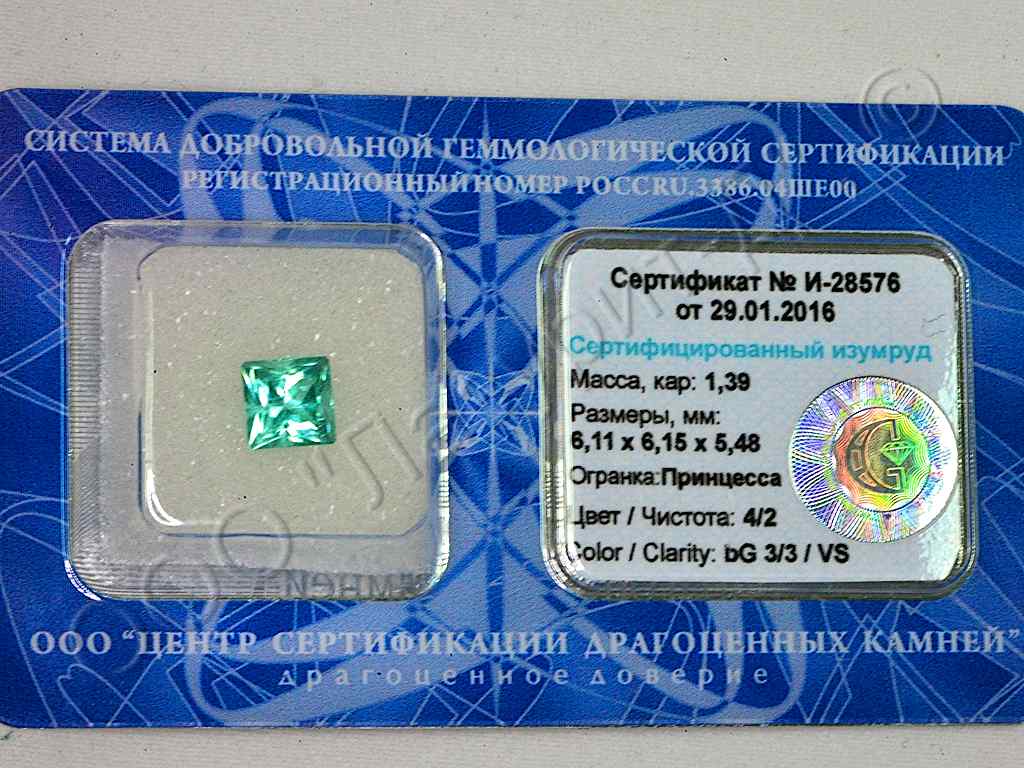 СИСТЕМА ДОБРОВОЛЬНОЙ ГЕММОЛОГИЧЕСКОЙ СЕРТИФИКАЦИИ
РЕГИСТРАЦИОННЫЙ НОМЕР РОСС RU.3386.04ШЕ00
Сертификат № И-28576
от 29.01.2016
Сертифицированный изумруд
Масса, кар: 1,39
Размеры, мм:
6,11 x 6,15 x 5,48
Огранка:Принцесса
Цвет / Чистота: 4/2
Color / Clarity: bG 3/3 / VS
ООО "ЦЕНТР СЕРТИФИКАЦИИ ДРАГОЦЕННЫХ КАМНЕЙ"
драгоценное доверие